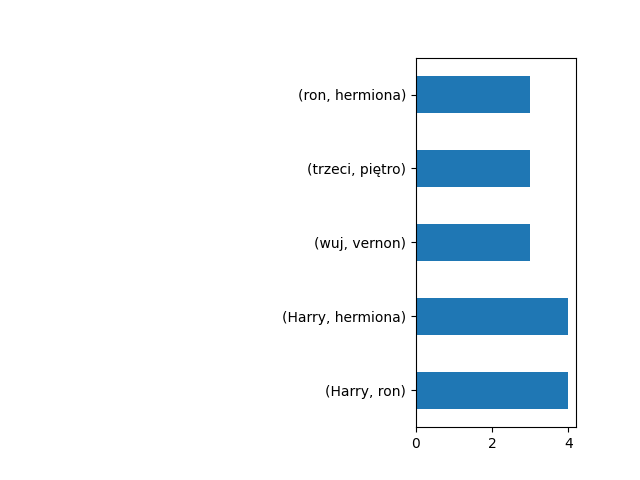 (ron, hermiona)
(trzeci, piętro)
(wuj, vernon)
(Harry, hermiona)
(Harry, ron)
0 2 4